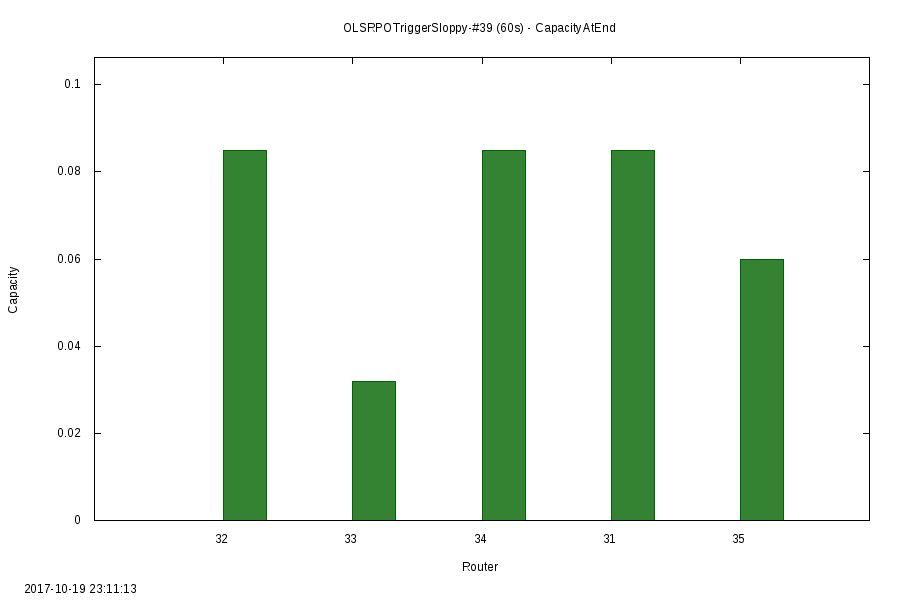 OLSRPOTriggerSloppy-#39 (60s) - CapacityAtEnd
0.1
0.08
0.06
0.04
0.02
0
Capacity
32 33 34 31 35
Router
2017-10-19 23:11:13